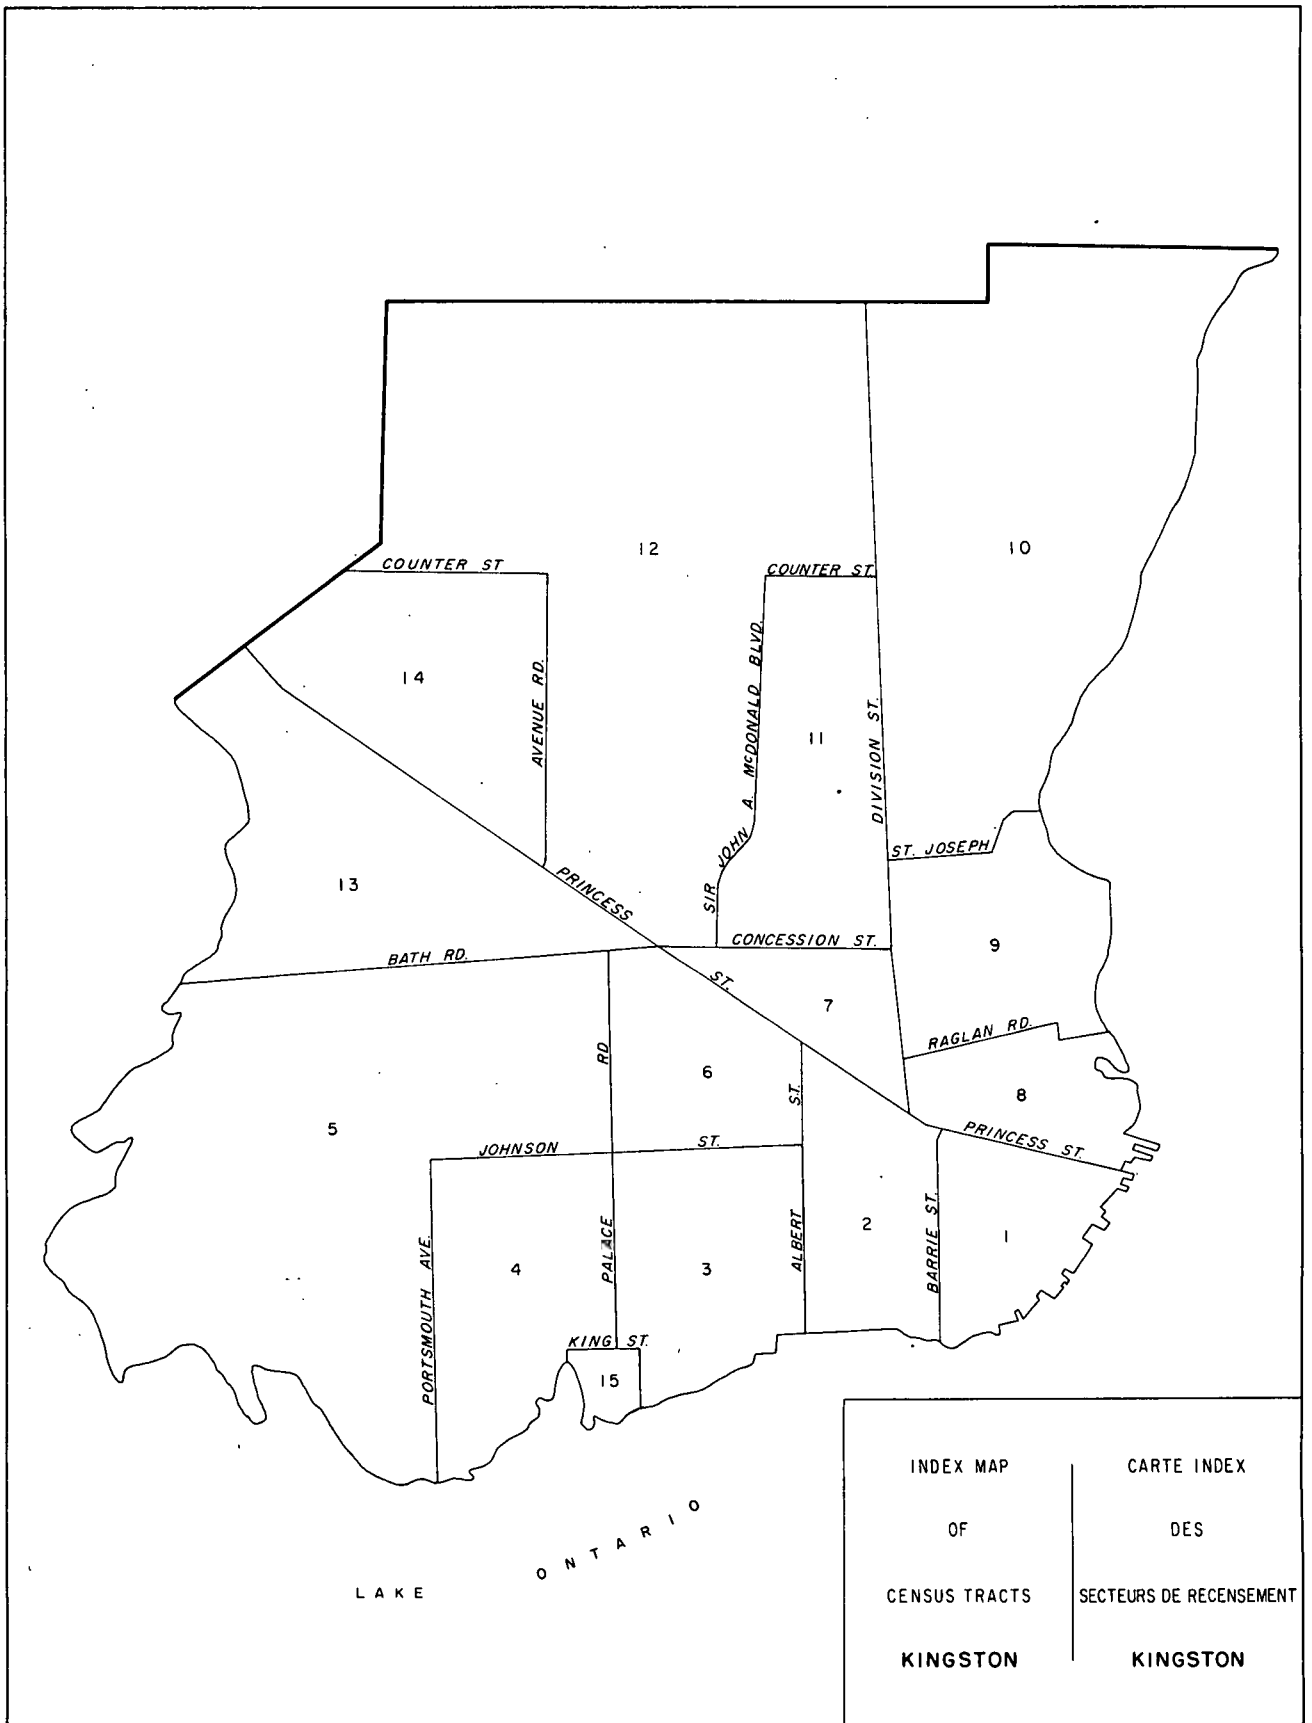 12
10
COUNTER ST
COUNTER ST.
14
AVENUE RD.
SIR JOHN A. McDONALD BLVD.
11
DIVISION ST.
ST. JOSEPH
13
PRINCESS ST.
CONCESSION ST.
BATH RD.
9
7
RAGLAN RD.
PALACE RD
6
ALBERT ST.
8
5
JOHNSON ST.
PRINCESS ST.
PORTSMOUTH AVE.
4
3
2
BARRIE ST.
1
KING ST.
15
LAKE ONTARIO
INDEX MAP
OF
CENSUS TRACTS
KINGSTON
CARTE INDEX
DES
SECTEURS DE RECENSEMENT
KINGSTON